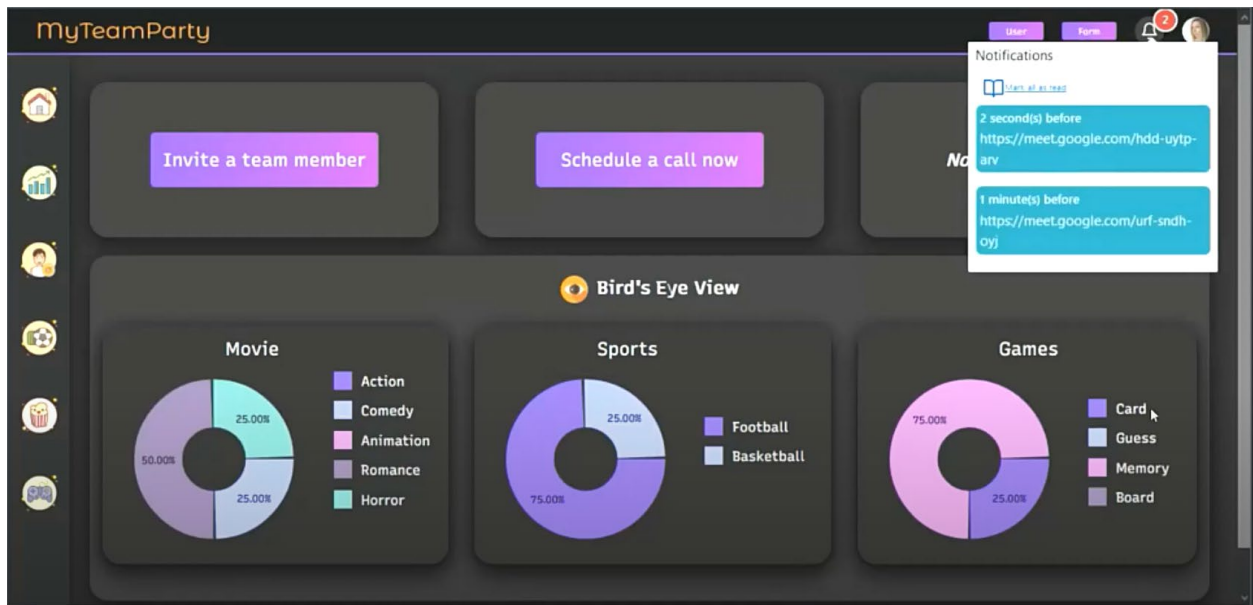 MyTeamParty
User
Form
2
Notifications
Mark all as read
2 second(s) before
https://meet.google.com/hdd-uytp-
arv
1 minute(s) before
https://meet.google.com/urf-sndh-
oyj
Invite a team member
Schedule a call now
No
Bird's Eye View
Movie
25.00%
50.00%
25.00%
Action
Comedy
Animation
Romance
Horror
Sports
25.00%
75.00%
Football
Basketball
Games
75.00%
25.00%
Card
Guess
Memory
Board